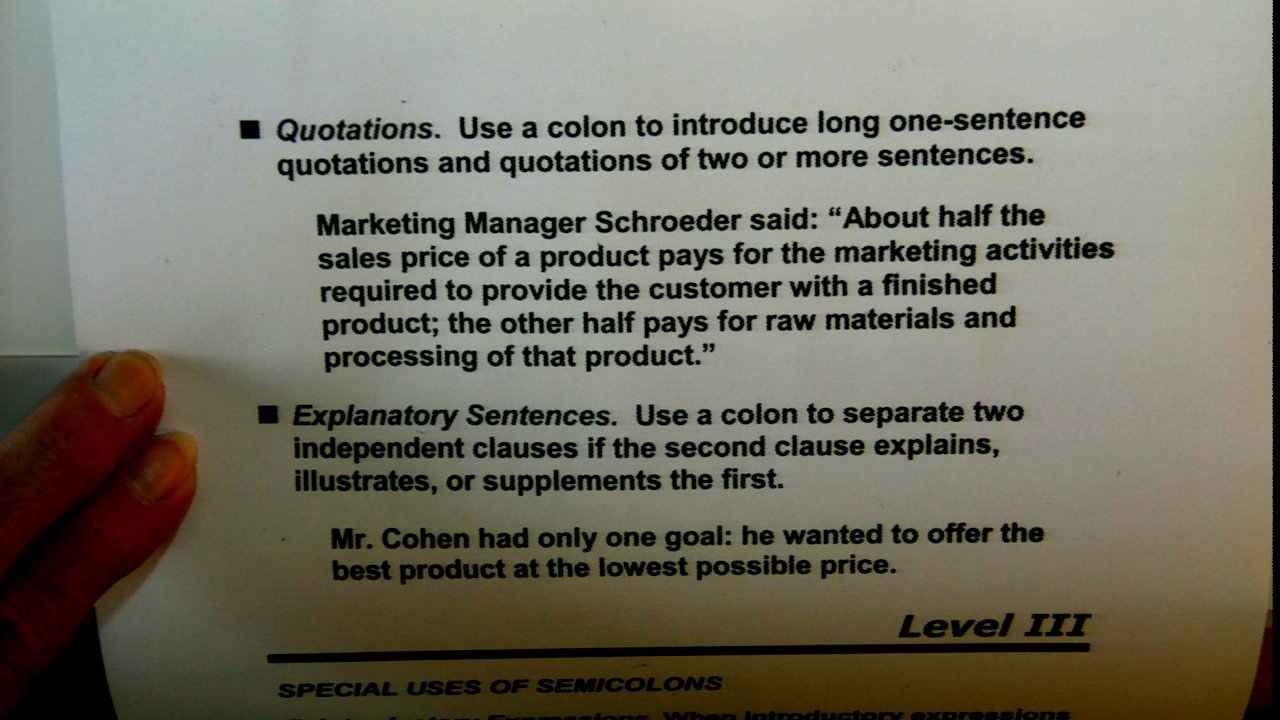 ■ Quotations. Use a colon to introduce long one-sentence
quotations and quotations of two or more sentences.
Marketing Manager Schroeder said: “About half the
sales price of a product pays for the marketing activities
required to provide the customer with a finished
product; the other half pays for raw materials and
processing of that product.”
■ Explanatory Sentences. Use a colon to separate two
independent clauses if the second clause explains,
illustrates, or supplements the first.
Mr. Cohen had only one goal: he wanted to offer the
best product at the lowest possible price.
Level III
SPECIAL USES OF SEMICOLONS
Expressions. When introductory expressions